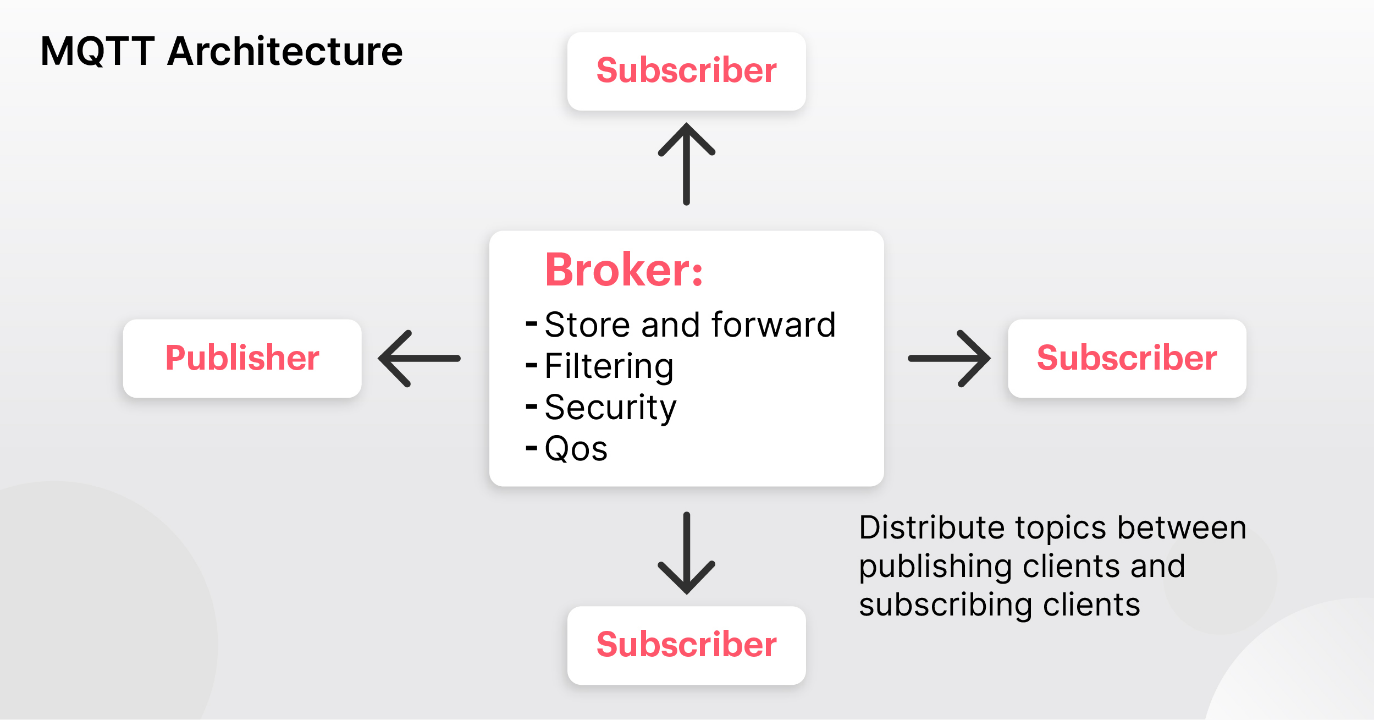 MQTT Architecture
Subscriber
Broker:
- Store and forward
- Filtering
- Security
- Qos
Publisher
Subscriber
Distribute topics between
publishing clients and
subscribing clients
Subscriber